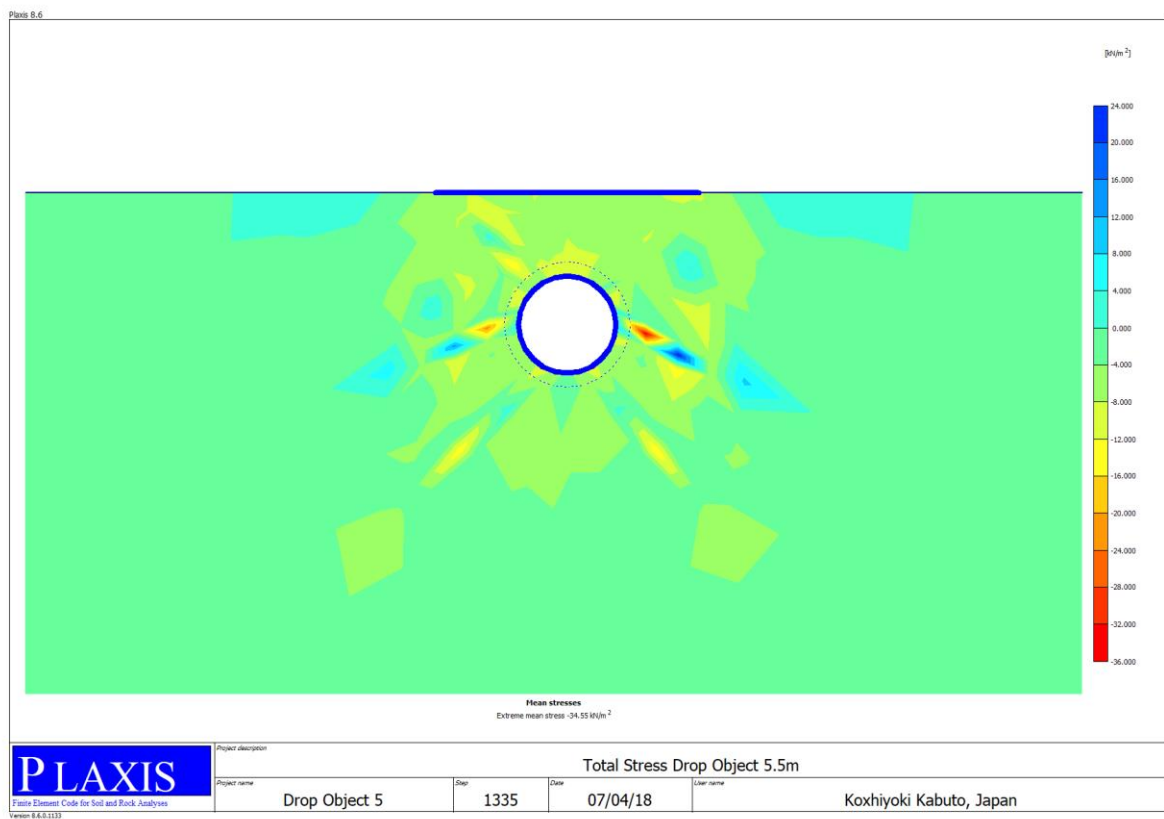 Plaxis 8.6
[kN/m 2]
24.000
20.000
16.000
12.000
8.000
4.000
0.000
-4.000
-8.000
-12.000
-16.000
-20.000
-24.000
-28.000
-32.000
-36.000
Mean stresses
Extreme mean stress -34.55 kN/m 2
PLAXIS
Finite Element Code for Soil and Rock Analyses
Version 8.6.0.1133
Project description
Total Stress Drop Object 5.5m
Project name
Drop Object 5
Step
1335
Date
07/04/18
User name
Koxhiyoki Kabuto, Japan